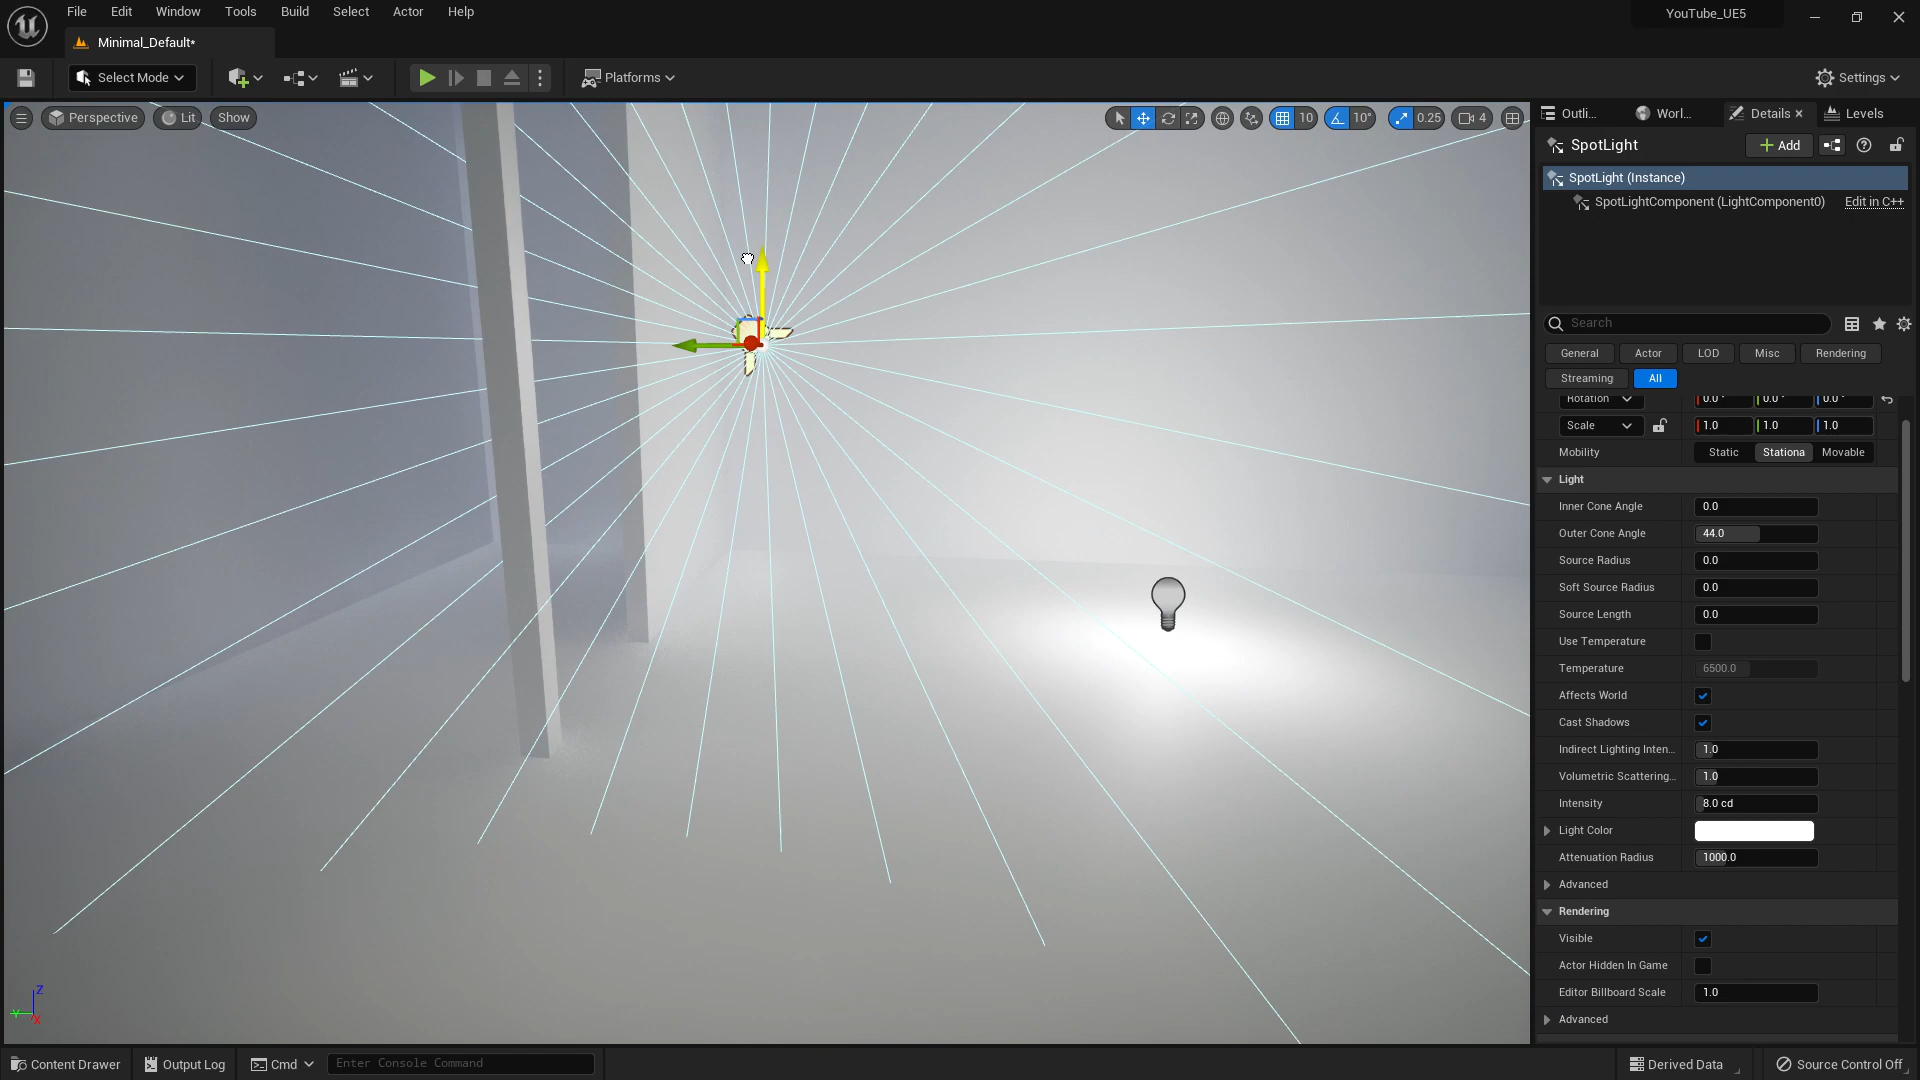 File Edit Window Tools Build Select Actor Help
YouTube_UE5
Minimal_Default*
Select Mode
Platforms
Settings
Perspective Lit Show
10 10° 0.25 4
Outli... Worl... Details Levels
SpotLight
Add
SpotLight (Instance)
SpotLightComponent (LightComponent0) Edit in C++
Search
General Actor LOD Misc Rendering
Streaming All
Rotation 0.0° 0.0° 0.0°
Scale 1.0 1.0 1.0
Mobility Static Stationa Movable
Light
Inner Cone Angle 0.0
Outer Cone Angle 44.0
Source Radius 0.0
Soft Source Radius 0.0
Source Length 0.0
Use Temperature
Temperature 6500.0
Affects World
Cast Shadows
Indirect Lighting Inten... 1.0
Volumetric Scattering... 1.0
Intensity 8.0 cd
Light Color
Attenuation Radius 1000.0
Advanced
Rendering
Visible
Actor Hidden In Game
Editor Billboard Scale 1.0
Advanced
Z
Y
X
Content Drawer Output Log Cmd Enter Console Command Derived Data Source Control Off